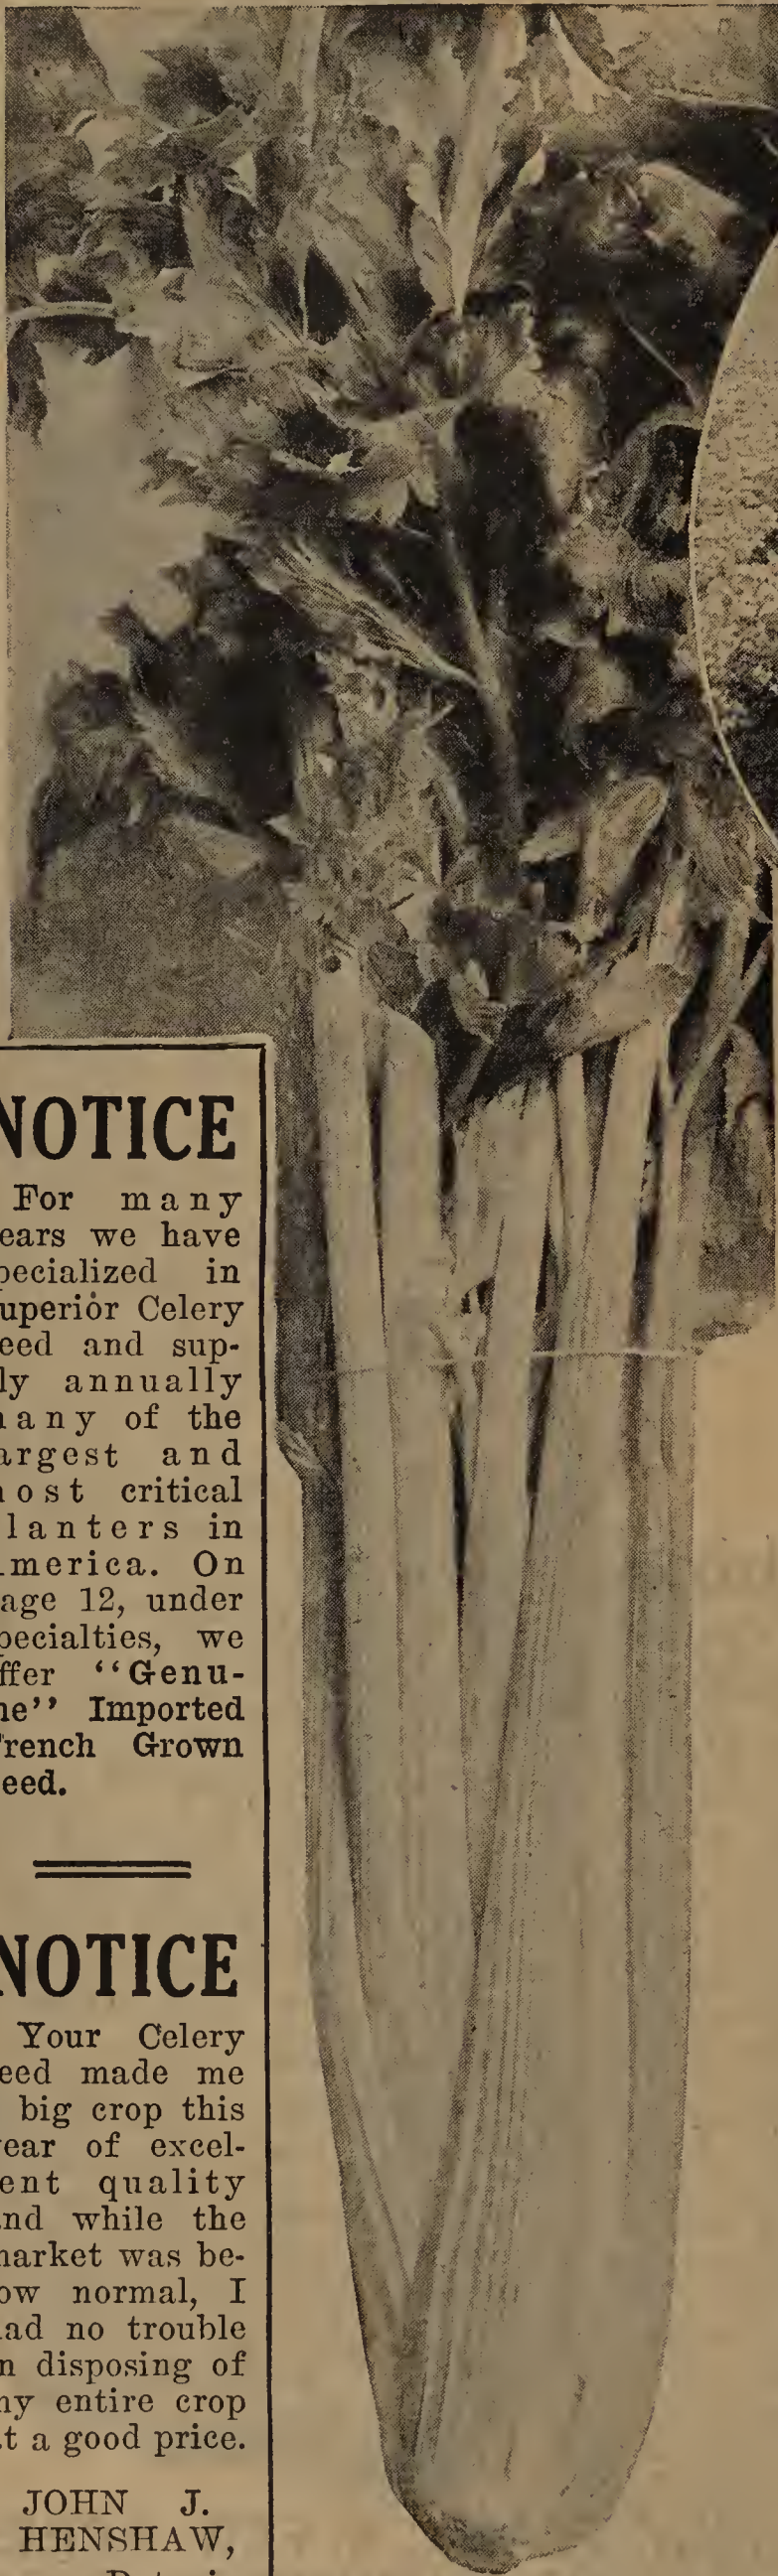 NOTICE
For many
ears we have
pecialized in
uperior Celery
eed and sup-
ly annually
any of the
argest and
ost critical
lanters in
merica. On
age 12, under
pecialties, we
ffer “Genu-
ne” Imported
rench Grown
eed.
NOTICE
Your Celery
eed made me
big crop this
ear of excel-
ent quality
nd while the
arket was be-
ow normal, I
ad no trouble
n disposing of
y entire crop
t a good price.
JOHN J.
HENSHAW,